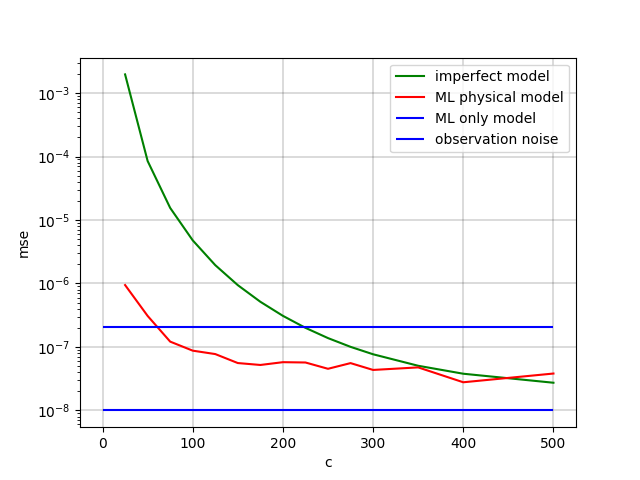 imperfect model
ML physical model
ML only model
observation noise
mse
10⁻³
10⁻⁴
10⁻⁵
10⁻⁶
10⁻⁷
10⁻⁸
0 100 200 300 400 500
c